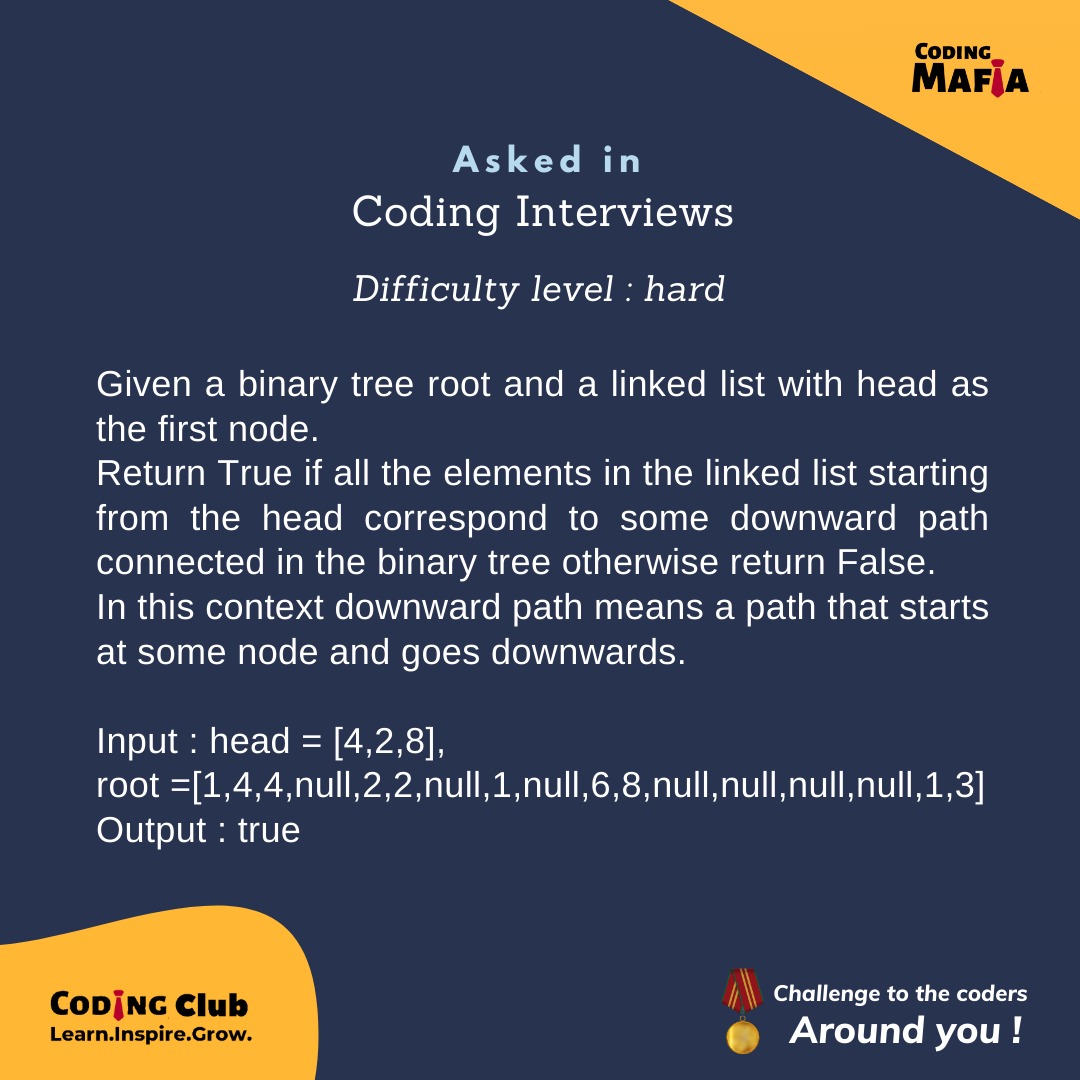 CODING
MAFIA
Asked in
Coding Interviews
Difficulty level : hard
Given a binary tree root and a linked list with head as
the first node.
Return True if all the elements in the linked list starting
from the head correspond to some downward path
connected in the binary tree otherwise return False.
In this context downward path means a path that starts
at some node and goes downwards.
Input : head = [4,2,8],
root =[1,4,4,null,2,2,null,1,null,6,8,null,null,null,null,1,3]
Output : true
CODING Club
Learn.Inspire.Grow.
Challenge to the coders
Around you !